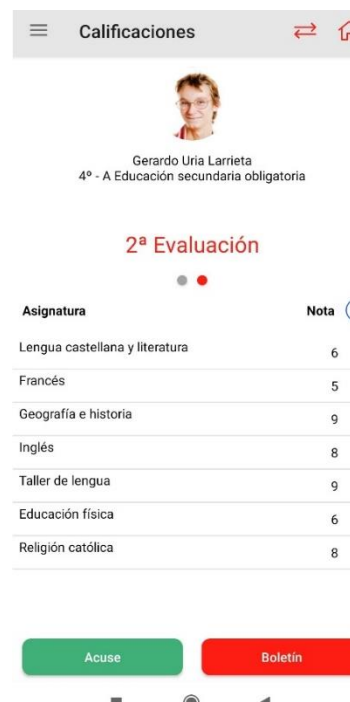 Calificaciones
Gerardo Uria Larrieta
4º - A Educación secundaria obligatoria
2ª Evaluación
Asignatura Nota
Lengua castellana y literatura 6
Francés 5
Geografía e historia 9
Inglés 8
Taller de lengua 9
Educación física 6
Religión católica 8
Acuse Boletín